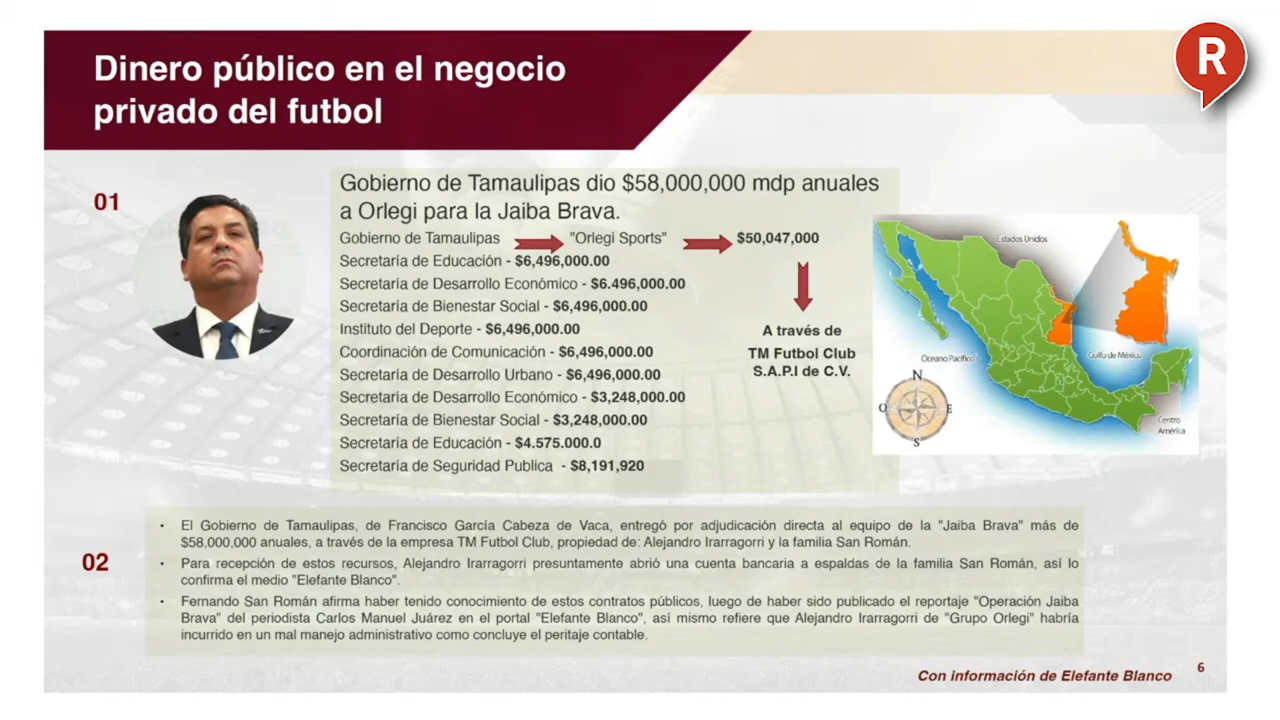 R
Dinero público en el negocio
privado del futbol
01
Gobierno de Tamaulipas dio $58,000,000 mdp anuales
a Orlegi para la Jaiba Brava.
Gobierno de Tamaulipas "Orlegi Sports" $50,047,000
Secretaría de Educación - $6,496,000.00
Secretaría de Desarrollo Económico - $6.496,000.00
Secretaría de Bienestar Social - $6,496,000.00
Instituto del Deporte - $6,496,000.00
Coordinación de Comunicación - $6,496,000.00
Secretaría de Desarrollo Urbano - $6,496,000.00
Secretaría de Desarrollo Económico - $3,248,000.00
Secretaría de Bienestar Social - $3,248,000.00
Secretaría de Educación - $4.575.000.0
Secretaría de Seguridad Publica - $8,191,920
A través de
TM Futbol Club
S.A.P.I de C.V.
Estados Unidos
Oceano Pacífico
Gulfo de México
Centro
América
N
O E
S
02
• El Gobierno de Tamaulipas, de Francisco García Cabeza de Vaca, entregó por adjudicación directa al equipo de la "Jaiba Brava" más de
$58,000,000 anuales, a través de la empresa TM Futbol Club, propiedad de: Alejandro Irarragorri y la familia San Román.
• Para recepción de estos recursos, Alejandro Irarragorri presuntamente abrió una cuenta bancaria a espaldas de la familia San Román, así lo
confirma el medio "Elefante Blanco".
• Fernando San Román afirma haber tenido conocimiento de estos contratos públicos, luego de haber sido publicado el reportaje "Operación Jaiba
Brava" del periodista Carlos Manuel Juárez en el portal "Elefante Blanco", así mismo refiere que Alejandro Irarragorri de "Grupo Orlegi" habría
incurrido en un mal manejo administrativo como concluye el peritaje contable.
Con información de Elefante Blanco
6